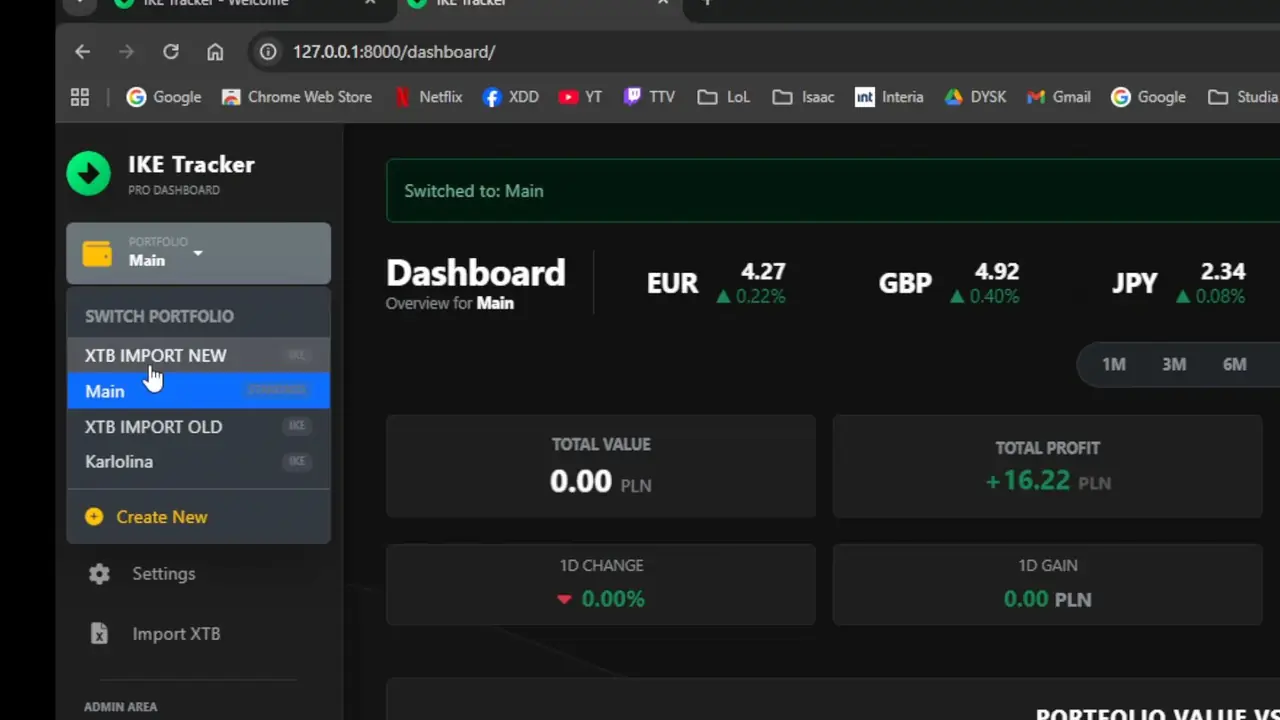 IKE Tracker - Welcome
IKE Tracker
127.0.0.1:8000/dashboard/
Google Chrome Web Store Netflix XDD YT TTV LoL Isaac int Interia DYSK Gmail Google Studia
IKE Tracker
PRO DASHBOARD
PORTFOLIO
Main
SWITCH PORTFOLIO
XTB IMPORT NEW IKE
Main
XTB IMPORT OLD IKE
Karlolina IKE
Create New
Settings
Import XTB
ADMIN AREA
Switched to: Main
Dashboard
Overview for Main
EUR 4.27
▲ 0.22%
GBP 4.92
▲ 0.40%
JPY 2.34
▲ 0.08%
1M 3M 6M
TOTAL VALUE
0.00 PLN
TOTAL PROFIT
+16.22 PLN
1D CHANGE
▼ 0.00%
1D GAIN
0.00 PLN
PORTFOLIO VALUE VS